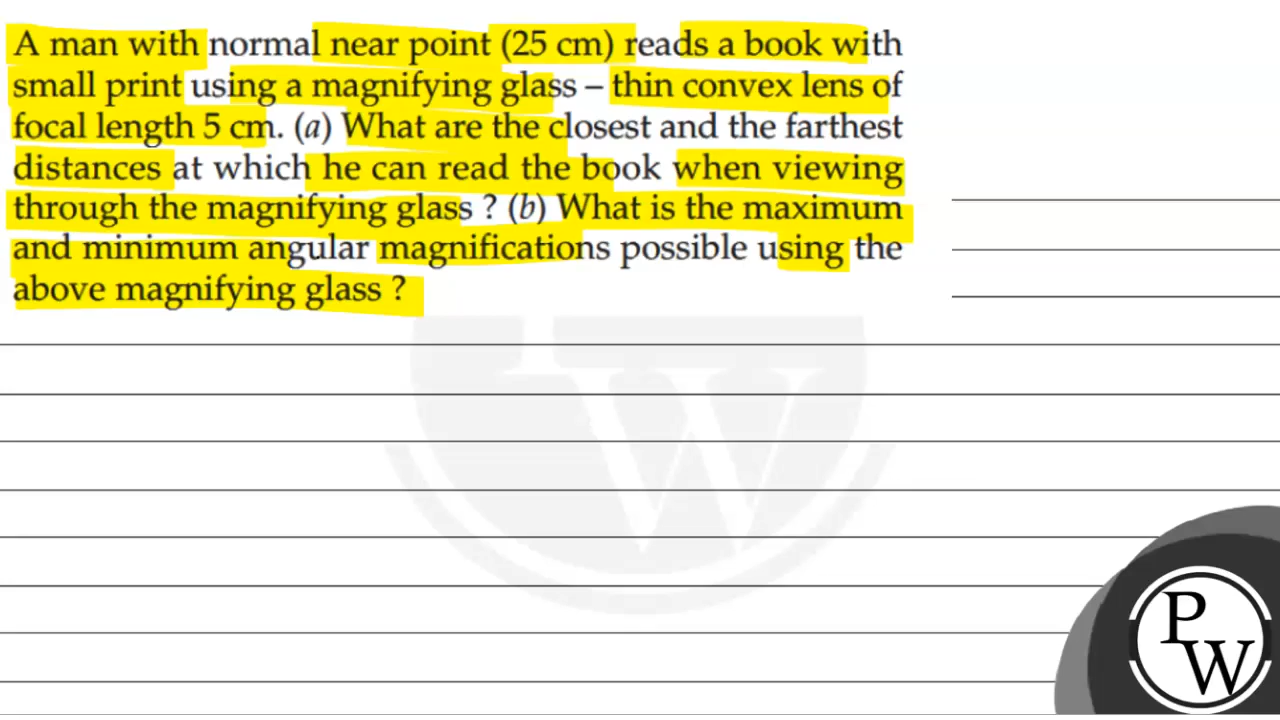 A man with normal near point (25 cm) reads a book with
small print using a magnifying glass – thin convex lens of
focal length 5 cm. (a) What are the closest and the farthest
distances at which he can read the book when viewing
through the magnifying glass ? (b) What is the maximum
and minimum angular magnifications possible using the
above magnifying glass ?
W
P
W